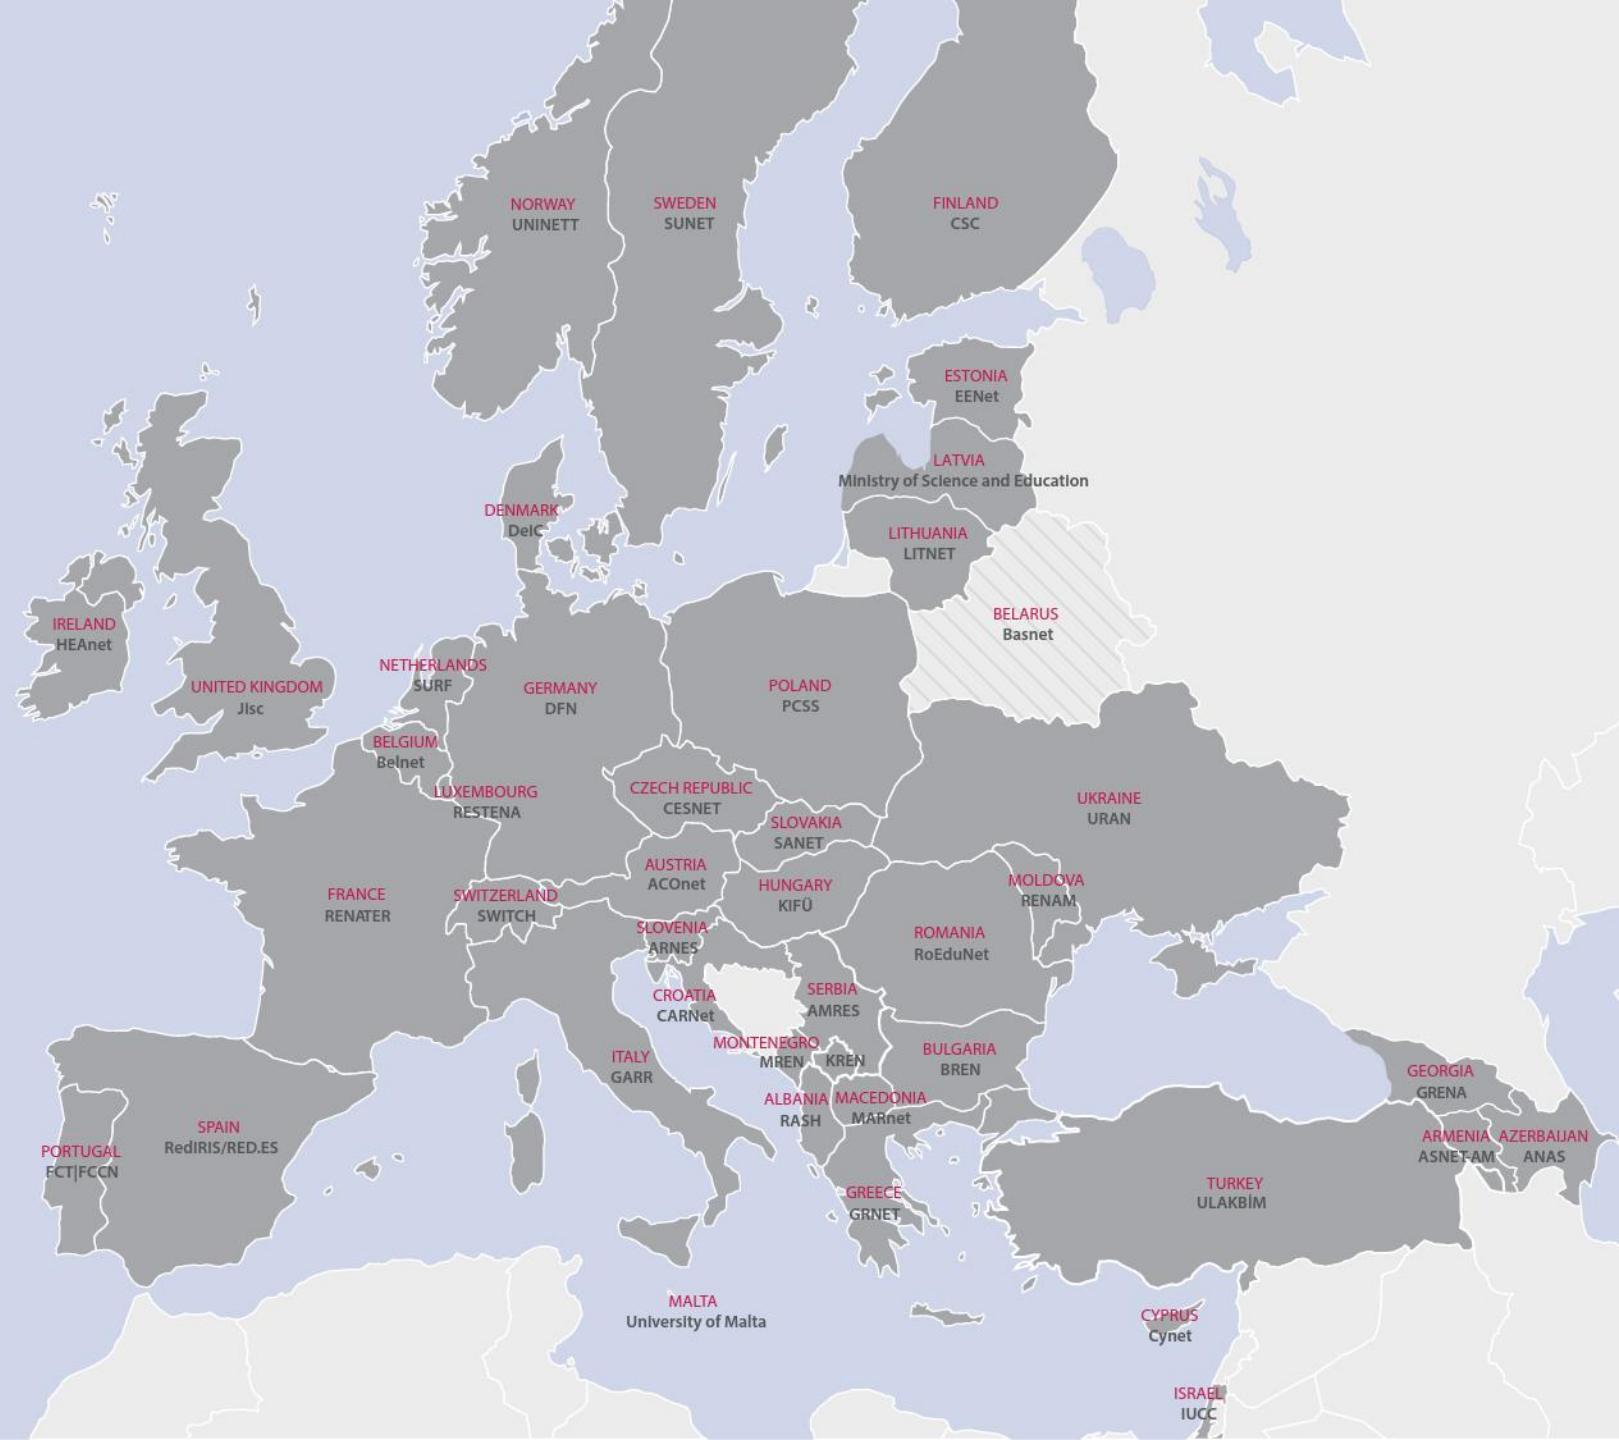 NORWAY
UNINETT
SWEDEN
SUNET
FINLAND
CSC
ESTONIA
EENet
LATVIA
Ministry of Science and Education
DENMARK
DeIC
LITHUANIA
LITNET
BELARUS
Basnet
IRELAND
HEAnet
UNITED KINGDOM
Jisc
NETHERLANDS
SURF
GERMANY
DFN
POLAND
PCSS
BELGIUM
Belnet
LUXEMBOURG
RESTENA
CZECH REPUBLIC
CESNET
SLOVAKIA
SANET
UKRAINE
URAN
AUSTRIA
ACOnet
HUNGARY
KIFÜ
MOLDOVA
RENAM
FRANCE
RENATER
SWITZERLAND
SWITCH
SLOVENIA
ARNES
ROMANIA
RoEduNet
CROATIA
CARNet
SERBIA
AMRES
MONTENEGRO
MREN
KREN
BULGARIA
BREN
ITALY
GARR
GEORGIA
GRENA
ALBANIA
RASH
MACEDONIA
MARnet
SPAIN
RedIRIS/RED.ES
PORTUGAL
FCT|FCCN
ARMENIA
ASNET-AM
AZERBAIJAN
ANAS
GREECE
GRNET
TURKEY
ULAKBİM
MALTA
University of Malta
CYPRUS
Cynet
ISRAEL
IUCC